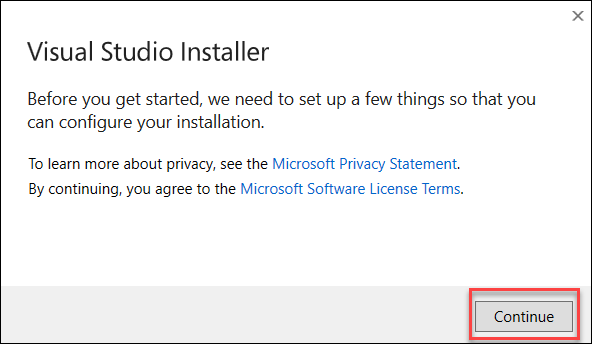 Visual Studio Installer
Before you get started, we need to set up a few things so that you
can configure your installation.
To learn more about privacy, see the Microsoft Privacy Statement.
By continuing, you agree to the Microsoft Software License Terms.
Continue